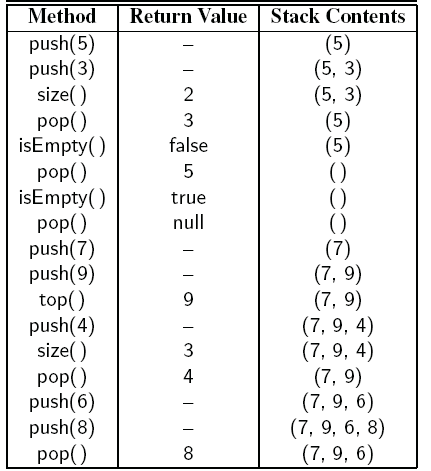 Method Return Value Stack Contents
push(5) – (5)
push(3) – (5, 3)
size( ) 2 (5, 3)
pop( ) 3 (5)
isEmpty( ) false (5)
pop( ) 5 ( )
isEmpty( ) true ( )
pop( ) null ( )
push(7) – (7)
push(9) – (7, 9)
top( ) 9 (7, 9)
push(4) – (7, 9, 4)
size( ) 3 (7, 9, 4)
pop( ) 4 (7, 9)
push(6) – (7, 9, 6)
push(8) – (7, 9, 6, 8)
pop( ) 8 (7, 9, 6)